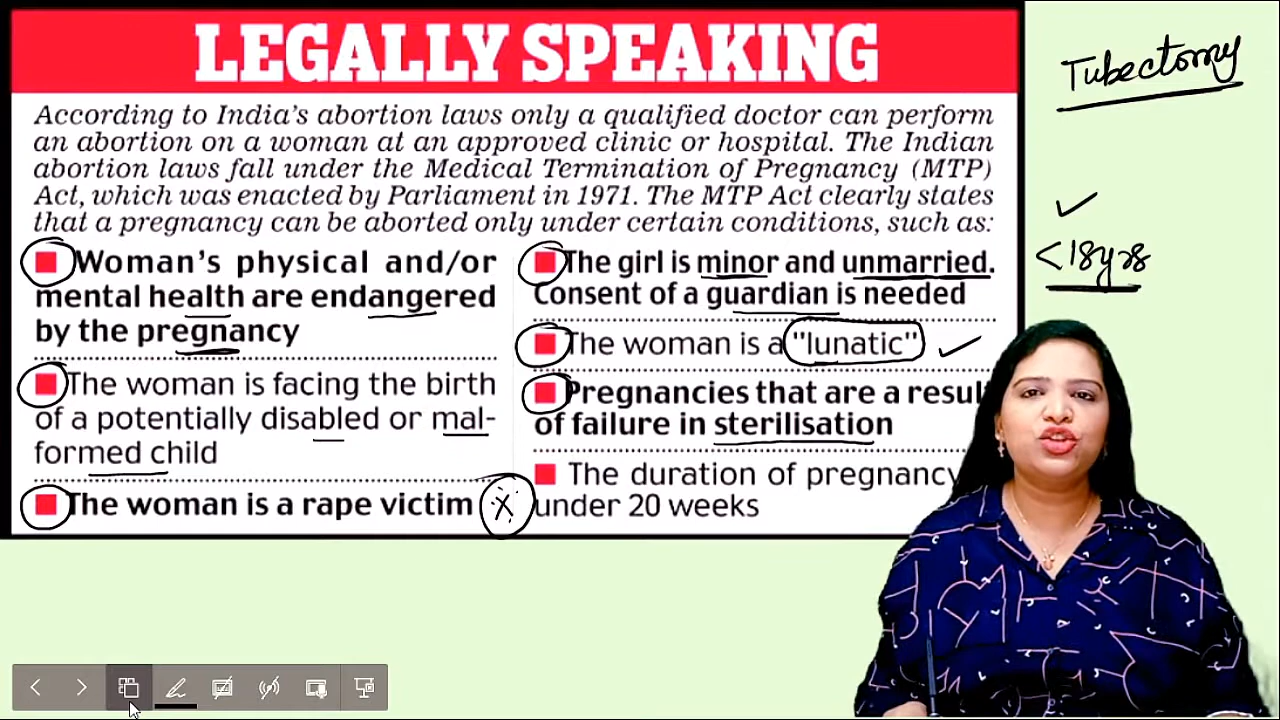 LEGALLY SPEAKING
According to India's abortion laws only a qualified doctor can perform
an abortion on a woman at an approved clinic or hospital. The Indian
abortion laws fall under the Medical Termination of Pregnancy (MTP)
Act, which was enacted by Parliament in 1971. The MTP Act clearly states
that a pregnancy can be aborted only under certain conditions, such as:
Woman's physical and/or
mental health are endangered
by the pregnancy
The woman is facing the birth
of a potentially disabled or mal-
formed child
The woman is a rape victim
The girl is minor and unmarried.
Consent of a guardian is needed
The woman is a "lunatic"
Pregnancies that are a resul
of failure in sterilisation
The duration of pregnancy
under 20 weeks
Tubectomy
<18yrs